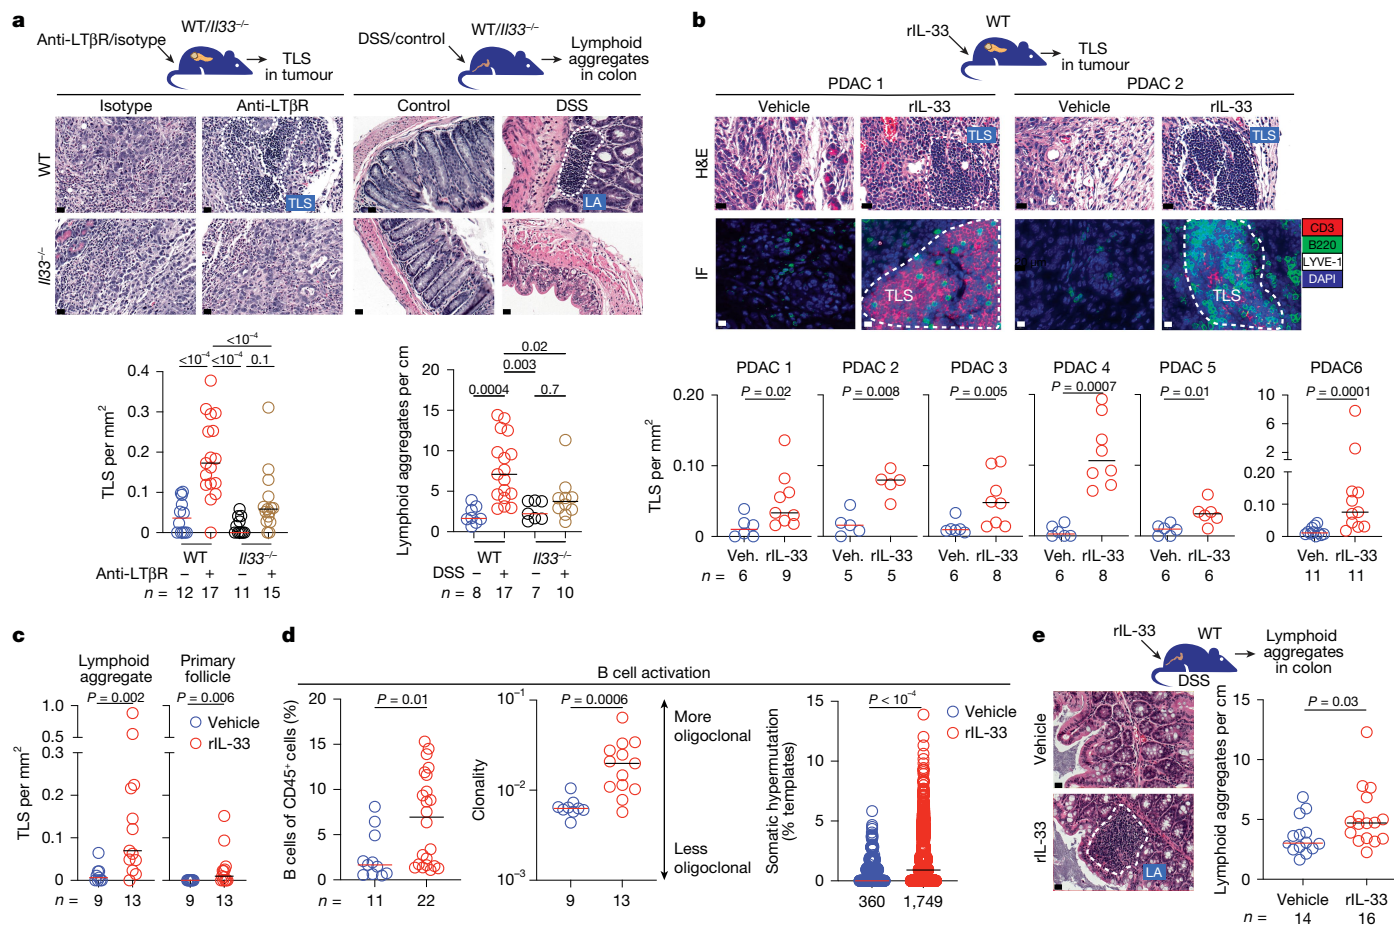 a
Anti-LTβR/isotype
WT/Il33–/–
TLS
in tumour
DSS/control
WT/Il33–/–
Lymphoid
aggregates
in colon
Isotype
Anti-LTβR
Control
DSS
WT
TLS
LA
Il33–/–
<10–4
<10–4 <10–4 0.1
0.4
0.3
0.2
0.1
0
TLS per mm2
WT Il33–/–
Anti-LTβR – + – +
n = 12 17 11 15
0.02
0.003
0.0004 0.7
20
15
10
5
0
Lymphoid aggregates per cm
WT Il33–/–
DSS – + – +
n = 8 17 7 10
b
rIL-33
WT
TLS
in tumour
PDAC 1 PDAC 2
Vehicle rIL-33 Vehicle rIL-33
H&E
TLS
TLS
IF
TLS
TLS
CD3
B220
LYVE-1
DAPI
PDAC 1 PDAC 2 PDAC 3 PDAC 4 PDAC 5 PDAC6
P = 0.02 P = 0.008 P = 0.005 P = 0.0007 P = 0.01 P = 0.0001
0.20
0.10
0
TLS per mm2
10
6
2
0.20
0.10
0
Veh. rIL-33 Veh. rIL-33 Veh. rIL-33 Veh. rIL-33 Veh. rIL-33 Veh. rIL-33
n = 6 9 5 5 6 8 6 8 6 6 11 11
c
Lymphoid
aggregate
Primary
follicle
P = 0.002 P = 0.006
1.0
0.5
0.3
0.2
0.1
0
TLS per mm2
Vehicle
rIL-33
n = 9 13 9 13
d
B cell activation
P = 0.01
20
15
10
5
0
B cells of CD45+ cells (%)
n = 11 22
P = 0.0006
10–1
10–2
10–3
Clonality
9 13
More
oligoclonal
Less
oligoclonal
P < 10–4
15
10
5
0
Somatic hypermutation
(% templates)
Vehicle
rIL-33
360 1,749
e
rIL-33
WT
DSS
Lymphoid
aggregates
in colon
Vehicle
rIL-33
LA
P = 0.03
15
10
5
0
Lymphoid aggregates per cm
Vehicle rIL-33
n = 14 16